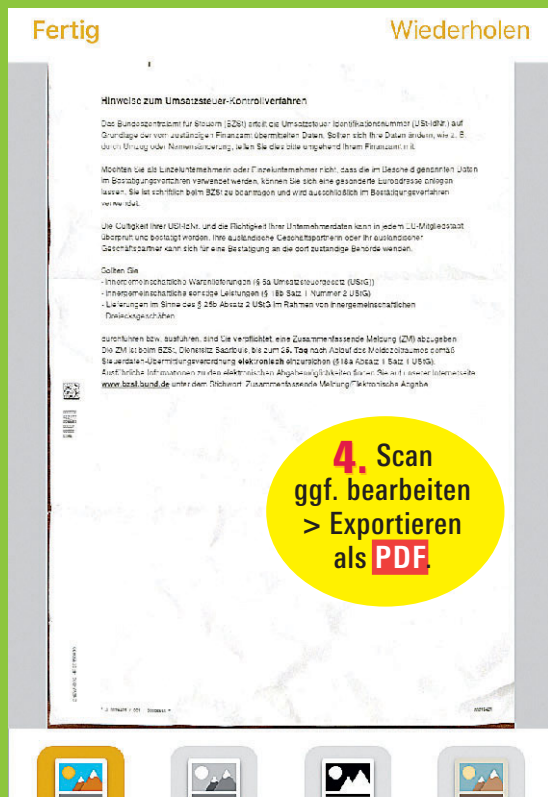 Fertig
Wiederholen
Hinweise zum Umsatzsteuer-Kontrollverfahren
Das Bundeszentralamt für Steuern (BZSt) erteilt die Umsatzsteuer-Identifikationsnummer (USt-IdNr.) auf
Grundlage der vom zuständigen Finanzamt übermittelten Daten. Sollten sich Ihre Daten ändern, wie z. B.
durch Umzug oder Namensänderung, teilen Sie dies bitte umgehend Ihrem Finanzamt mit.
Möchten Sie als Einzelunternehmerin oder Einzelunternehmer nicht, dass die im Bescheid genannten Daten
im Bestätigungsverfahren verwendet werden, können Sie sich eine gesonderte Euroadresse anlegen
lassen. Sie ist schriftlich beim BZSt zu beantragen und wird ausschließlich im Bestätigungsverfahren
verwendet.
Die Gültigkeit Ihrer USt-IdNr. und die Richtigkeit Ihrer Unternehmerdaten kann in jedem EU-Mitgliedstaat
überprüft und bestätigt worden. Ihre ausländische Geschäftspartnerin oder Ihr ausländischer
Geschäftspartner kann sich für eine Bestätigung an die dort zuständige Behörde wenden.
Sollten Sie
- Innergemeinschaftliche Warenlieferungen (§ 6a Umsatzsteuergesetz (UStG))
- Innergemeinschaftliche sonstige Leistungen (§ 18b Satz 1 Nummer 2 UStG)
- Lieferungen im Sinne des § 25b Absatz 2 UStG im Rahmen von innergemeinschaftlichen
Dreiecksgeschäften
durchführen bzw. ausführen, sind Sie verpflichtet, eine Zusammenfassende Meldung (ZM) abzugeben.
Die ZM ist beim BZSt, Dienstsitz Saarlouis, bis zum 25. Tag nach Ablauf des Meldezeitraumes gemäß
Steuerdaten-Übermittlungsverordnung elektronisch einzureichen (§ 18a Absatz 1 Satz 1 UStG).
Ausführliche Informationen zu den elektronischen Abgabemöglichkeiten finden Sie auf unserer Internetseite
www.bzst.bund.de unter dem Stichwort: Zusammenfassende Meldung/Elektronische Abgabe
4. Scan
ggf. bearbeiten
> Exportieren
als PDF.